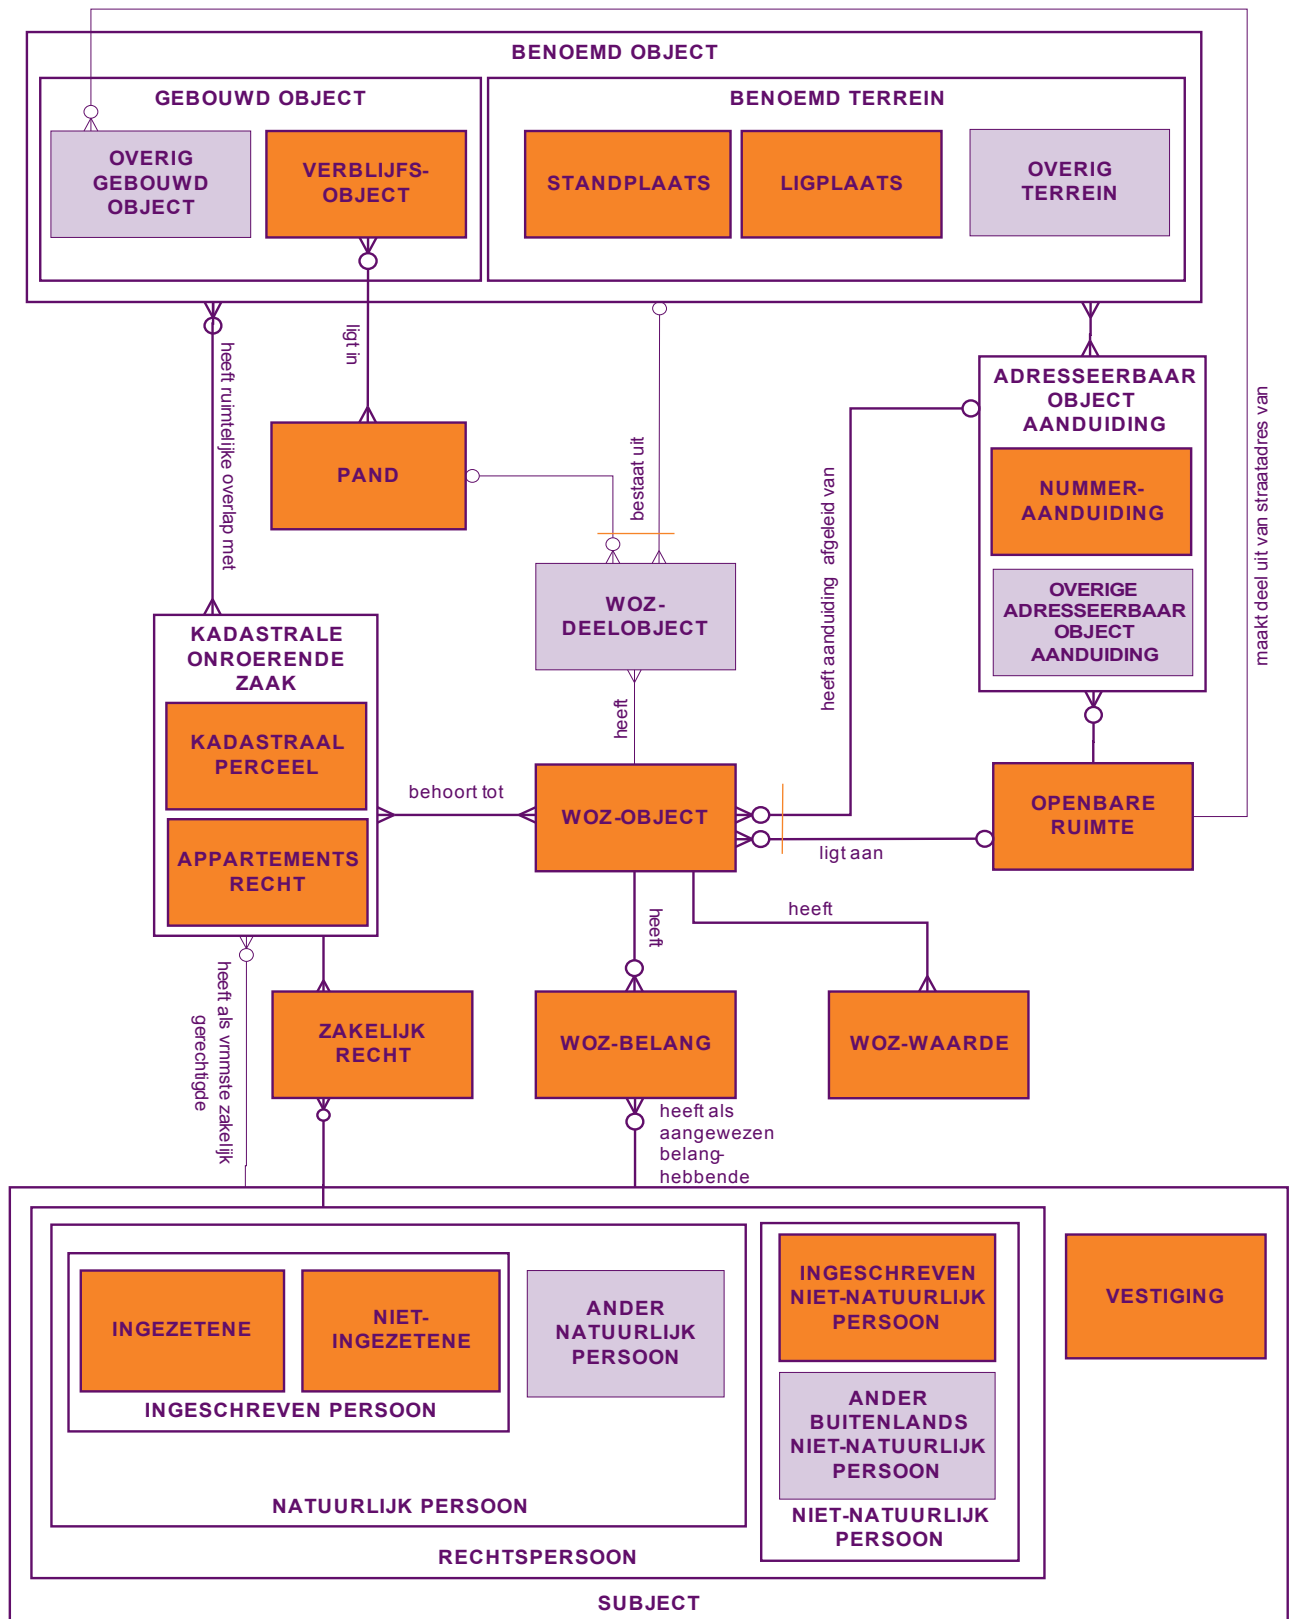 BENOEMD OBJECT
GEBOUWD OBJECT
BENOEMD TERREIN
OVERIG
GEBOUWD
OBJECT
VERBLIJFS-
OBJECT
STANDPLAATS
LIGPLAATS
OVERIG
TERREIN
ligt in
heeft ruimtelijke overlap met
bestaat uit
heeft aanduiding afgeleid van
maakt deel uit van straatadres van
ADRESSEERBAAR
OBJECT
AANDUIDING
NUMMER-
AANDUIDING
OVERIGE
ADRESSEERBAAR
OBJECT
AANDUIDING
PAND
WOZ-
DEELOBJECT
heeft
KADASTRALE
ONROERENDE
ZAAK
KADASTRAAL
PERCEEL
APPARTEMENTS
RECHT
behoort tot
WOZ-OBJECT
ligt aan
OPENBARE
RUIMTE
heeft
heeft
heeft als vrmmste zakelijk
gerechtigde
ZAKELIJK
RECHT
WOZ-BELANG
WOZ-WAARDE
heeft als
aangewezen
belang-
hebbende
INGEZETENE
NIET-
INGEZETENE
INGESCHREVEN PERSOON
ANDER
NATUURLIJK
PERSOON
NATUURLIJK PERSOON
INGESCHREVEN
NIET-NATUURLIJK
PERSOON
ANDER
BUITENLANDS
NIET-NATUURLIJK
PERSOON
NIET-NATUURLIJK
PERSOON
VESTIGING
RECHTSPERSOON
SUBJECT